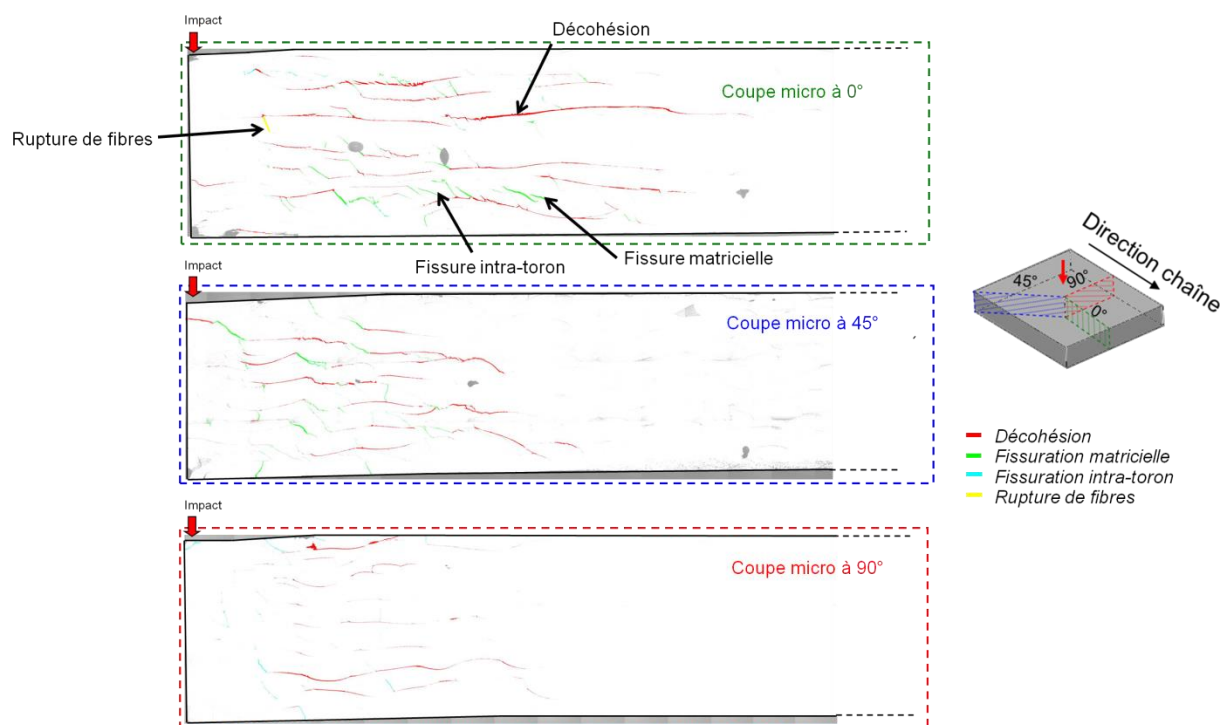 Impact
Décohésion
Coupe micro à 0°
Rupture de fibres
Fissure intra-toron
Fissure matricielle
Impact
Coupe micro à 45°
Direction chaîne
45°
90°
0°
Décohésion
Fissuration matricielle
Fissuration intra-toron
Rupture de fibres
Impact
Coupe micro à 90°